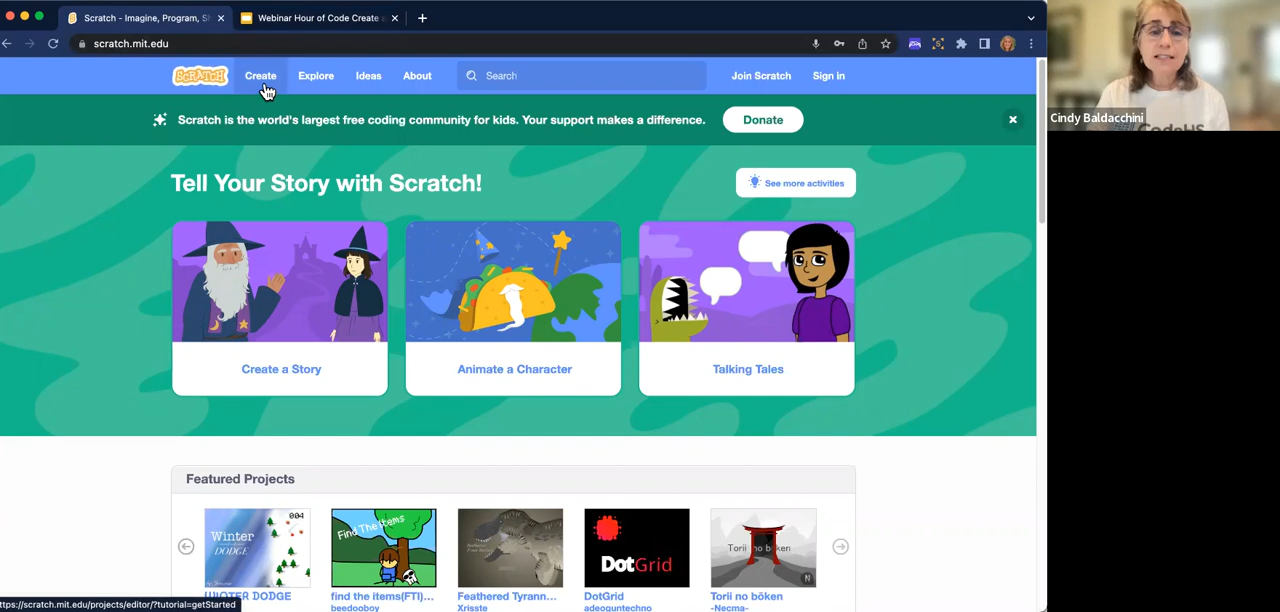 Scratch - Imagine, Program, S
Webinar Hour of Code Create
scratch.mit.edu
SCRATCH
Create
Explore
Ideas
About
Search
Join Scratch
Sign in
Scratch is the world's largest free coding community for kids. Your support makes a difference.
Donate
Tell Your Story with Scratch!
See more activities
Create a Story
Animate a Character
Talking Tales
Featured Projects
Winter
DODGE
004
Find The Items
DotGrid
Torii no bōken
N
WINTER DODGE
find the items(FTI)...
Feathered Tyrann...
DotGrid
Torii no bōken
beedooboy
Xrisste
adeoguntechno
-Necma-
https://scratch.mit.edu/projects/editor/?tutorial=getStarted
Cindy Baldacchini
CodeHS